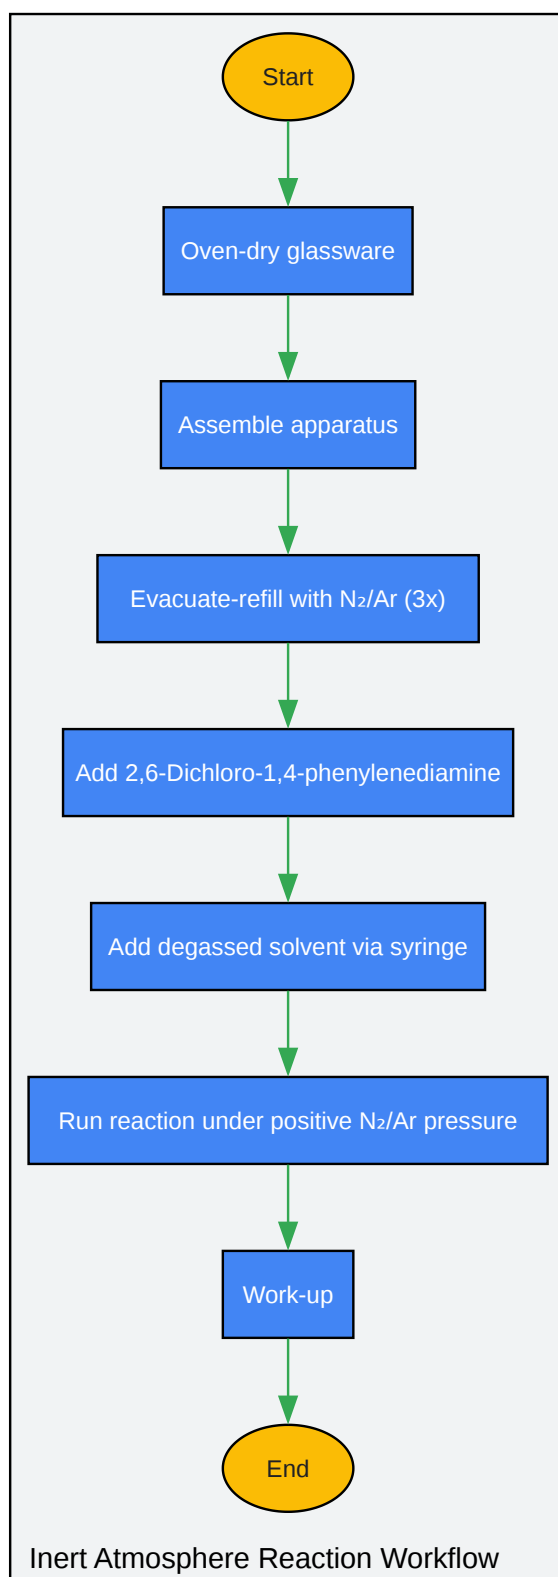 Start
Oven-dry glassware
Assemble apparatus
Evacuate-refill with N₂/Ar (3x)
Add 2,6-Dichloro-1,4-phenylenediamine
Add degassed solvent via syringe
Run reaction under positive N₂/Ar pressure
Work-up
End
Inert Atmosphere Reaction Workflow